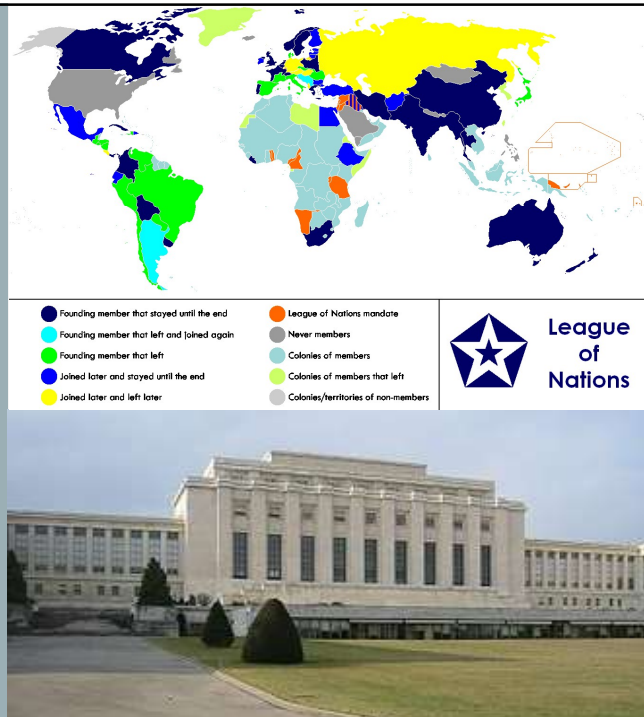 Founding member that stayed until the end
Founding member that left and joined again
Founding member that left
Joined later and stayed until the end
Joined later and left later
League of Nations mandate
Never members
Colonies of members
Colonies of members that left
Colonies/territories of non-members
League
of
Nations